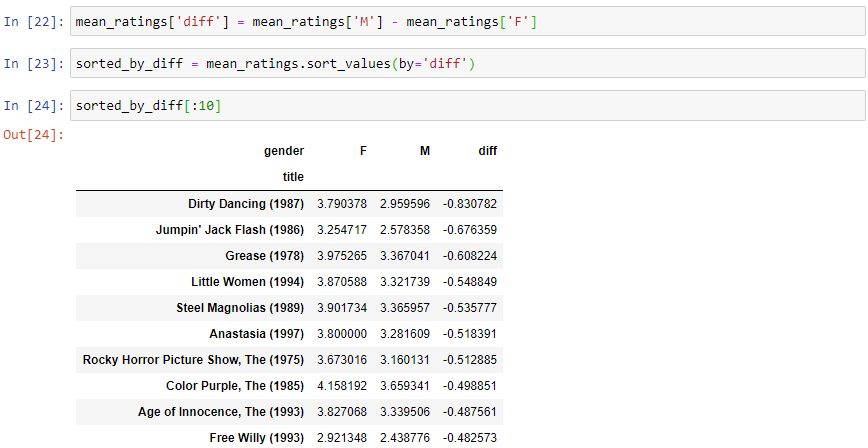 In [22]: mean_ratings['diff'] = mean_ratings['M'] - mean_ratings['F']
In [23]: sorted_by_diff = mean_ratings.sort_values(by='diff')
In [24]: sorted_by_diff[:10]
Out[24]:
gender F M diff
title
Dirty Dancing (1987) 3.790378 2.959596 -0.830782
Jumpin' Jack Flash (1986) 3.254717 2.578358 -0.676359
Grease (1978) 3.975265 3.367041 -0.608224
Little Women (1994) 3.870588 3.321739 -0.548849
Steel Magnolias (1989) 3.901734 3.365957 -0.535777
Anastasia (1997) 3.800000 3.281609 -0.518391
Rocky Horror Picture Show, The (1975) 3.673016 3.160131 -0.512885
Color Purple, The (1985) 4.158192 3.659341 -0.498851
Age of Innocence, The (1993) 3.827068 3.339506 -0.487561
Free Willy (1993) 2.921348 2.438776 -0.482573